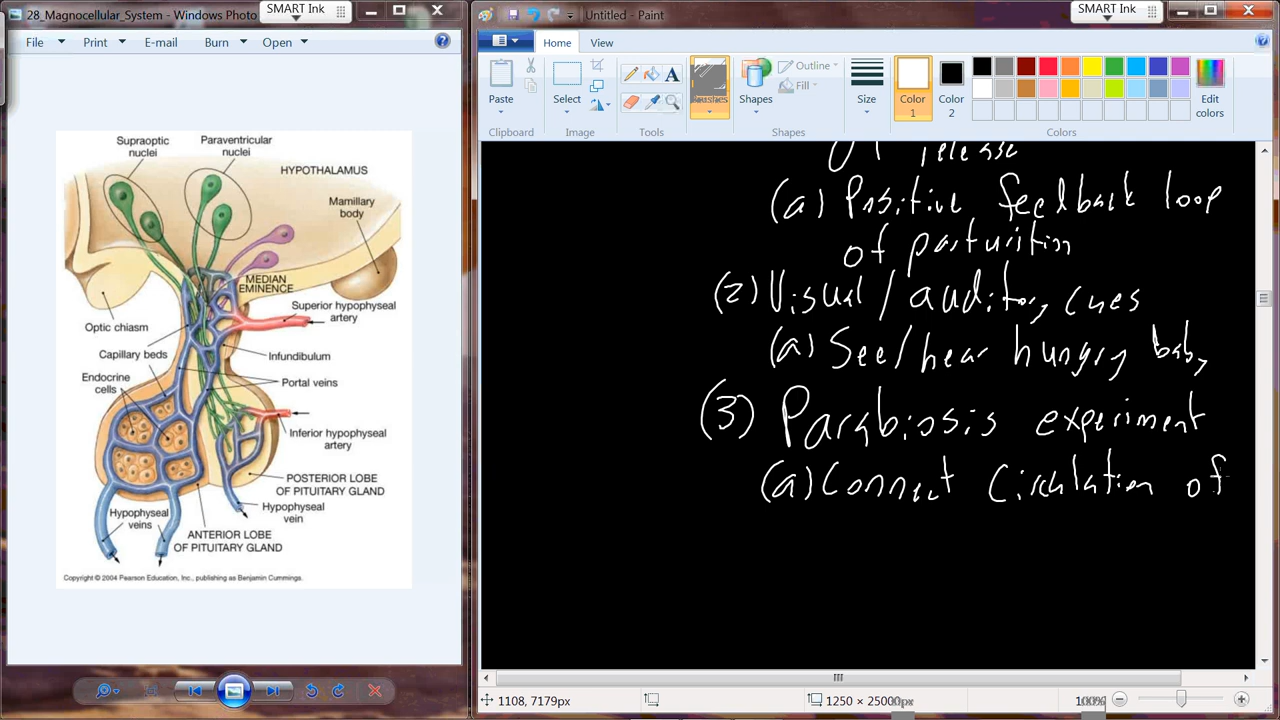 28_Magnocellular_System - Windows Photo
SMART Ink
File
Print
E-mail
Burn
Open
Supraoptic
nuclei
Paraventricular
nuclei
HYPOTHALAMUS
Mamillary
body
MEDIAN
EMINENCE
Superior hypophyseal
artery
Optic chiasm
Capillary beds
Infundibulum
Endocrine
cells
Portal veins
Inferior hypophyseal
artery
POSTERIOR LOBE
OF PITUITARY GLAND
Hypophyseal
vein
Hypophyseal
veins
ANTERIOR LOBE
OF PITUITARY GLAND
Copyright © 2004 Pearson Education, Inc., publishing as Benjamin Cummings.
Untitled - Paint
SMART Ink
Home
View
Paste
Select
Brushes
Shapes
Outline
Fill
Size
Color
1
Color
2
Edit
colors
Clipboard
Image
Tools
Shapes
Colors
release
(a) Positive feedback loop
of parturition
(2) Visual / auditory cues
(a) See/hear hungry baby
(3) Parabiosis experiment
(a) Connect Circulation of
1108, 7179px
1250 × 25000px
100%